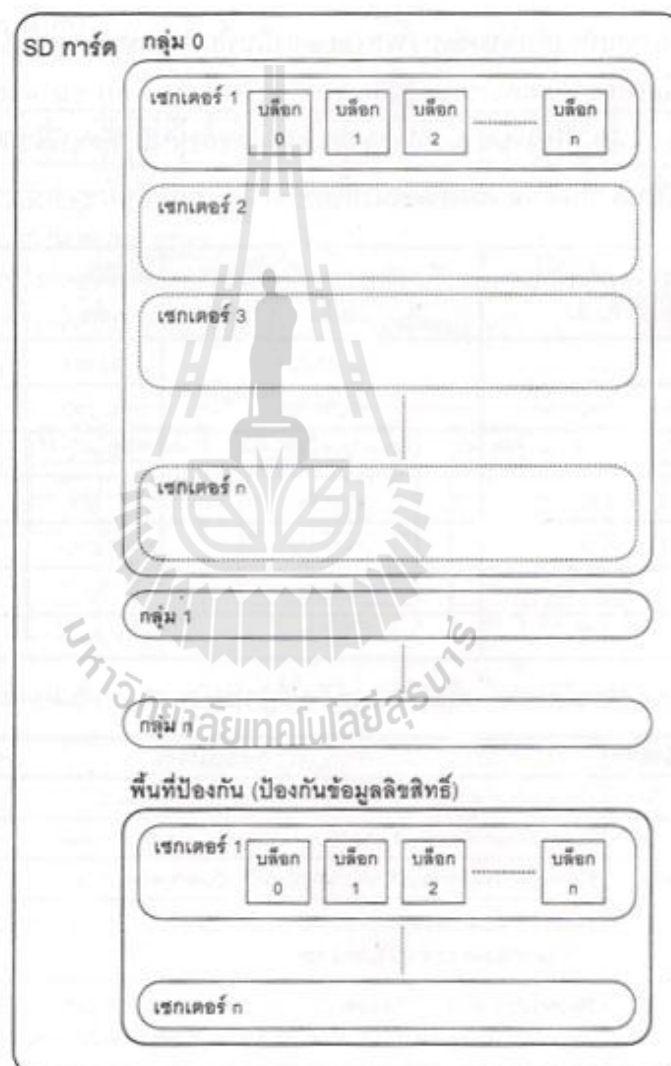 SD การ์ด
กลุ่ม 0
เซกเตอร์ 1
บล็อก 0
บล็อก 1
บล็อก 2
บล็อก n
เซกเตอร์ 2
เซกเตอร์ 3
เซกเตอร์ n
กลุ่ม 1
กลุ่ม n
มหาวิทยาลัยเทคโนโลยีสุรนารี
พื้นที่ป้องกัน (ป้องกันข้อมูลลิขสิทธิ์)
เซกเตอร์ 1
บล็อก 0
บล็อก 1
บล็อก 2
บล็อก n
เซกเตอร์ n